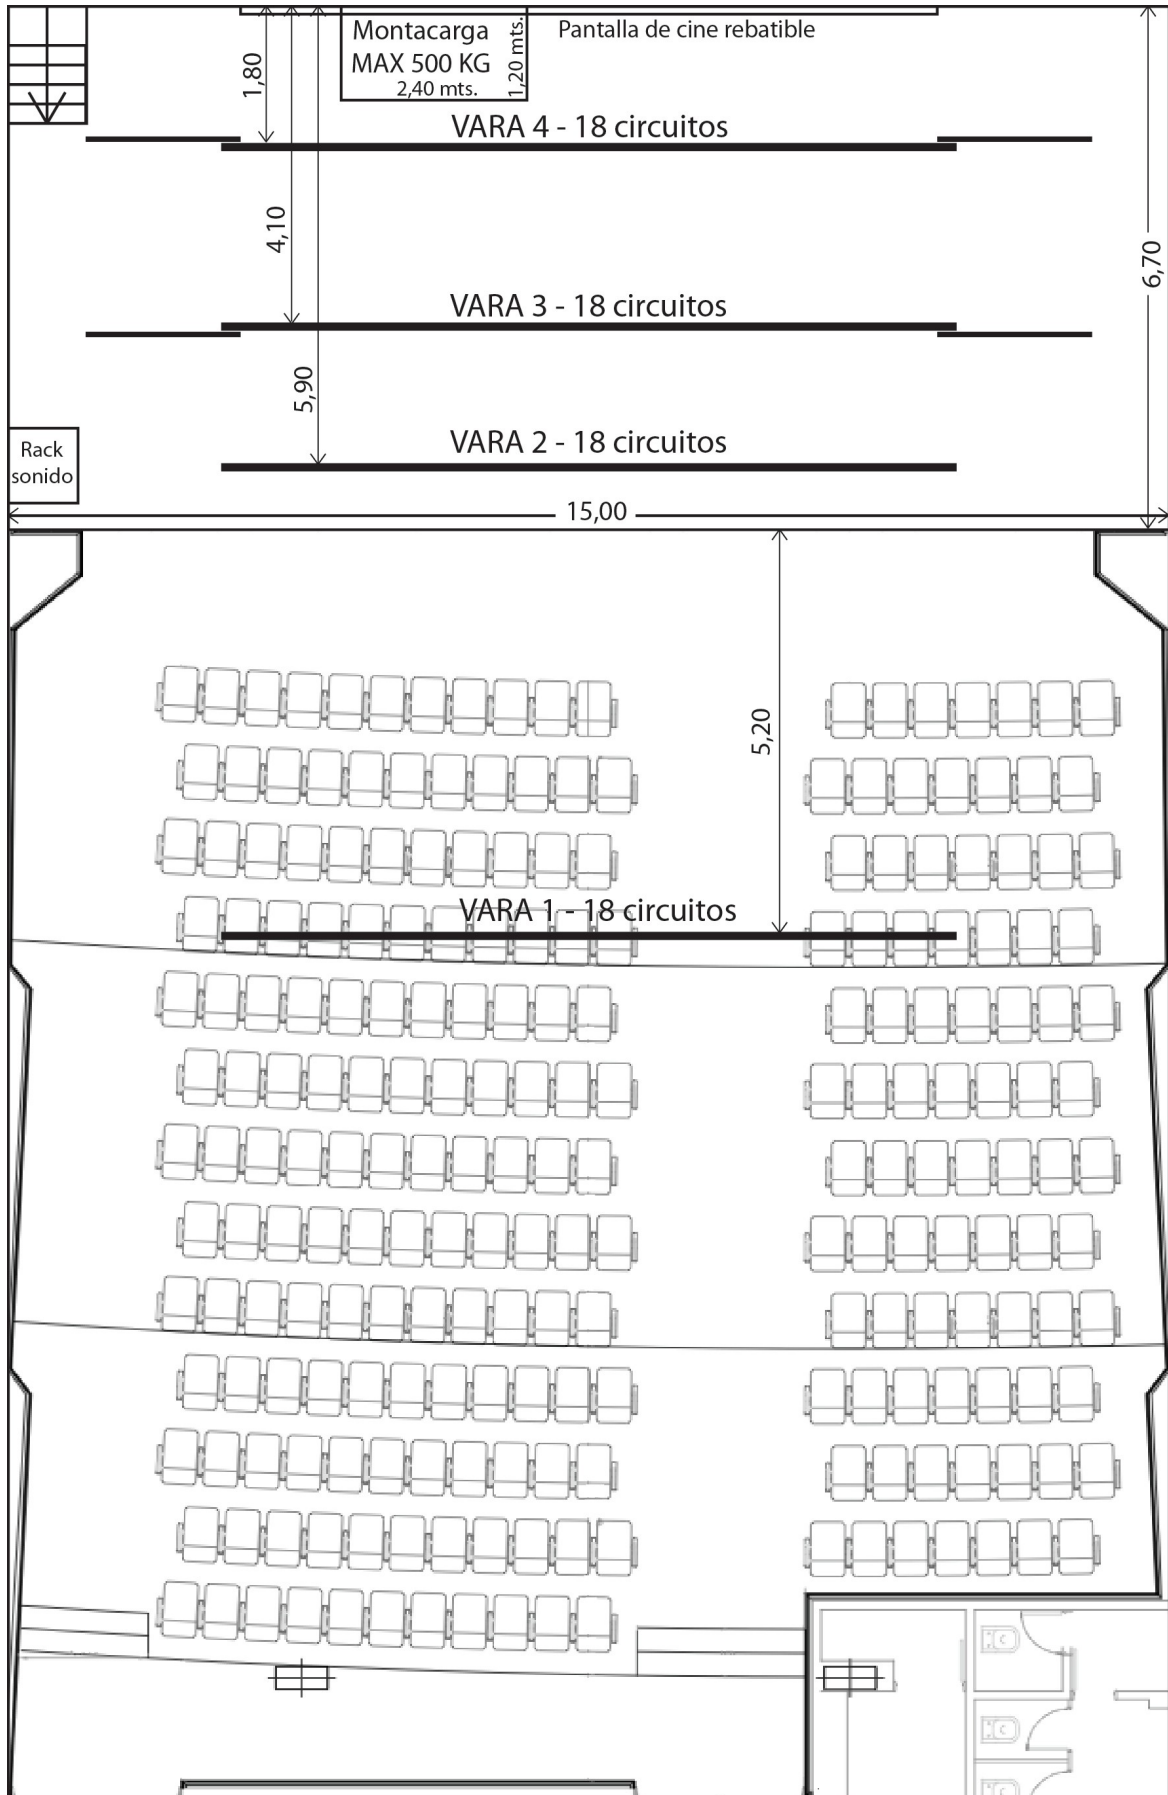 Montacarga
MAX 500 KG
2,40 mts.
1,20 mts.
Pantalla de cine rebatible
1,80
VARA 4 - 18 circuitos
4,10
6,70
VARA 3 - 18 circuitos
5,90
VARA 2 - 18 circuitos
Rack
sonido
15,00
5,20
VARA 1 - 18 circuitos
C
C
C